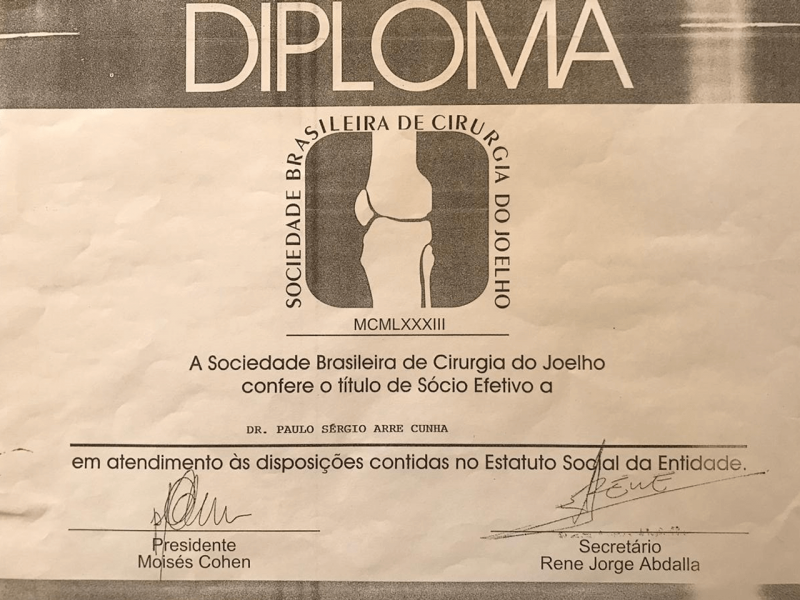 DIPLOMA
SOCIEDADE BRASILEIRA DE CIRURGIA DO JOELHO
MCMLXXXIII
A Sociedade Brasileira de Cirurgia do Joelho
confere o título de Sócio Efetivo a
DR. PAULO SÉRGIO ARRE CUNHA
em atendimento às disposições contidas no Estatuto Social da Entidade.
RENE
Presidente
Moisés Cohen
Secretário
Rene Jorge Abdalla